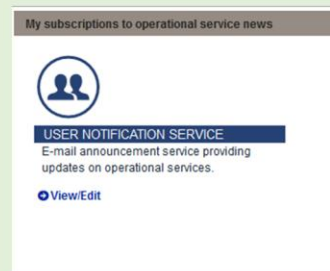 My subscriptions to operational service news
USER NOTIFICATION SERVICE
E-mail announcement service providing
updates on operational services.
View/Edit